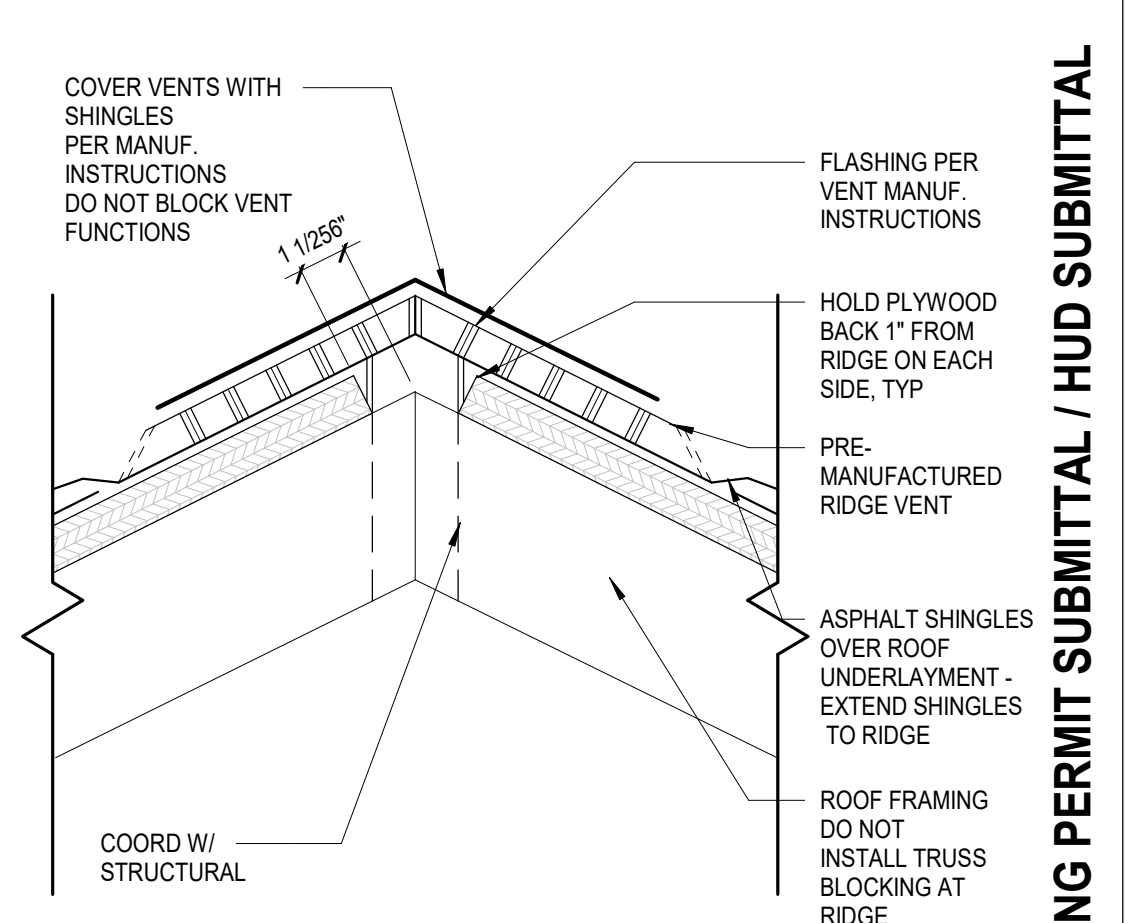 COVER VENTS WITH
SHINGLES
PER MANUF.
INSTRUCTIONS
DO NOT BLOCK VENT
FUNCTIONS
1 1/256"
FLASHING PER
VENT MANUF.
INSTRUCTIONS
HOLD PLYWOOD
BACK 1" FROM
RIDGE ON EACH
SIDE, TYP
PRE-
MANUFACTURED
RIDGE VENT
ASPHALT SHINGLES
OVER ROOF
UNDERLAYMENT -
EXTEND SHINGLES
TO RIDGE
ROOF FRAMING
DO NOT
INSTALL TRUSS
BLOCKING AT
RIDGE
COORD W/
STRUCTURAL
NG PERMIT SUBMITTAL / HUD SUBMITTAL